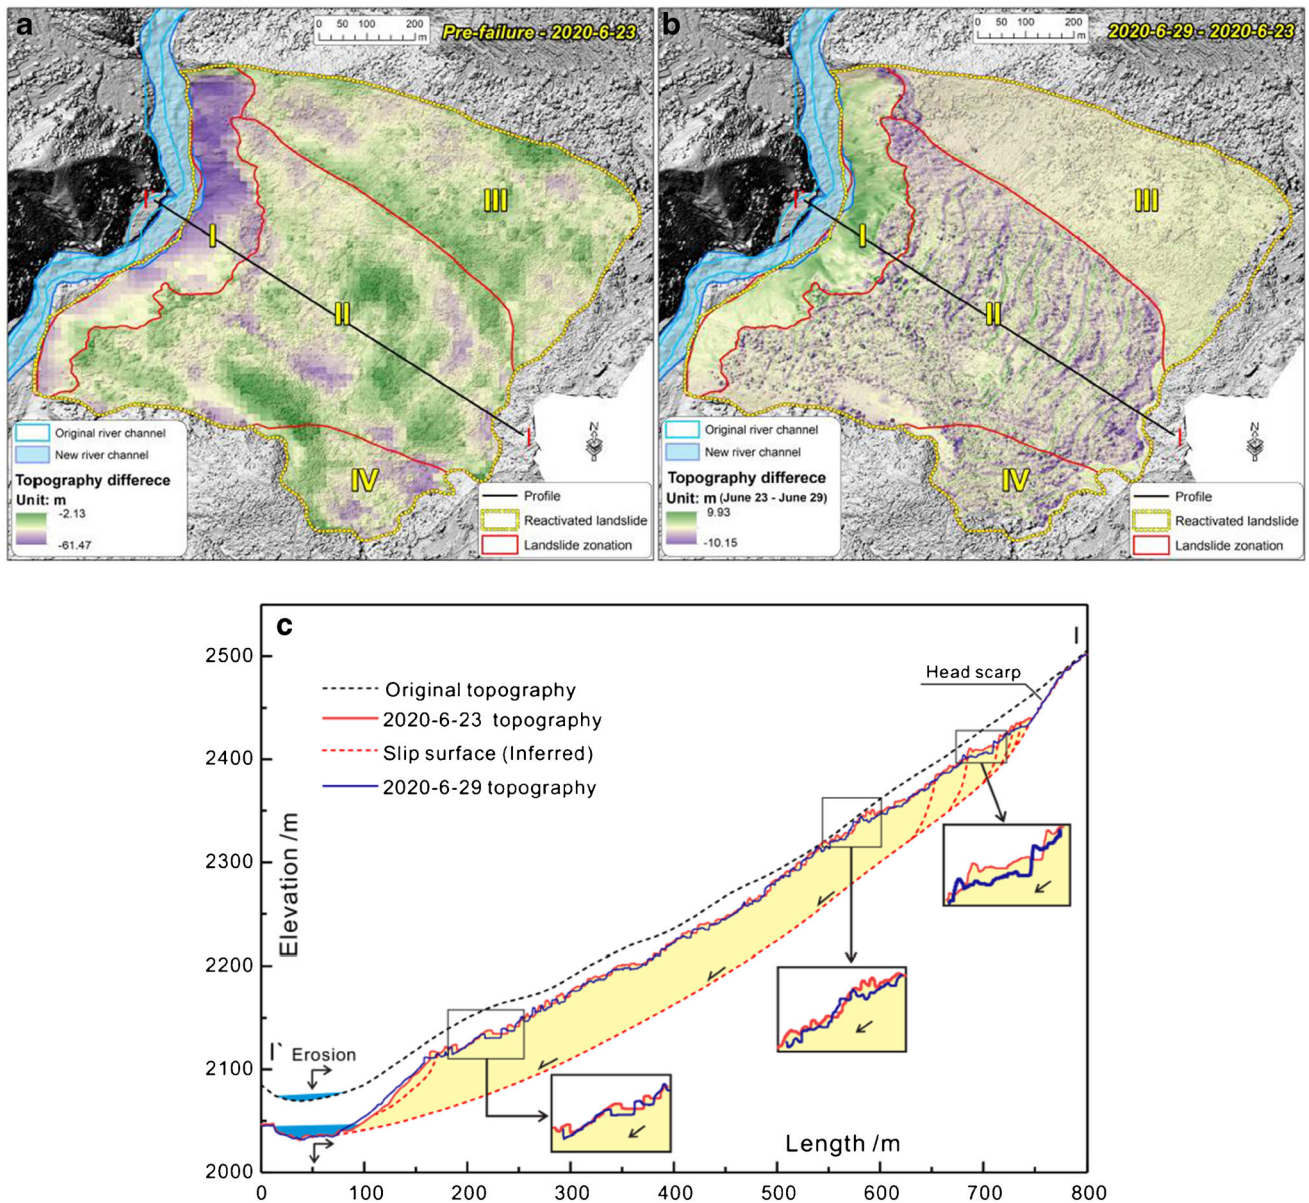 a
0 50 100 200
m
Pre-failure - 2020-6-23
I'
I
II
III
IV
I
N
Original river channel
New river channel
Topography differece
Unit: m
-2.13
-61.47
Profile
Reactivated landslide
Landslide zonation
b
0 50 100 200
m
2020-6-29 - 2020-6-23
I'
I
II
III
IV
I
N
Original river channel
New river channel
Topography differece
Unit: m (June 23 - June 29)
9.93
-10.15
Profile
Reactivated landslide
Landslide zonation
c
I
Head scarp
Original topography
2020-6-23 topography
Slip surface (Inferred)
2020-6-29 topography
Elevation /m
2500
2400
2300
2200
2100
2000
I` Erosion
Length /m
0 100 200 300 400 500 600 700 800